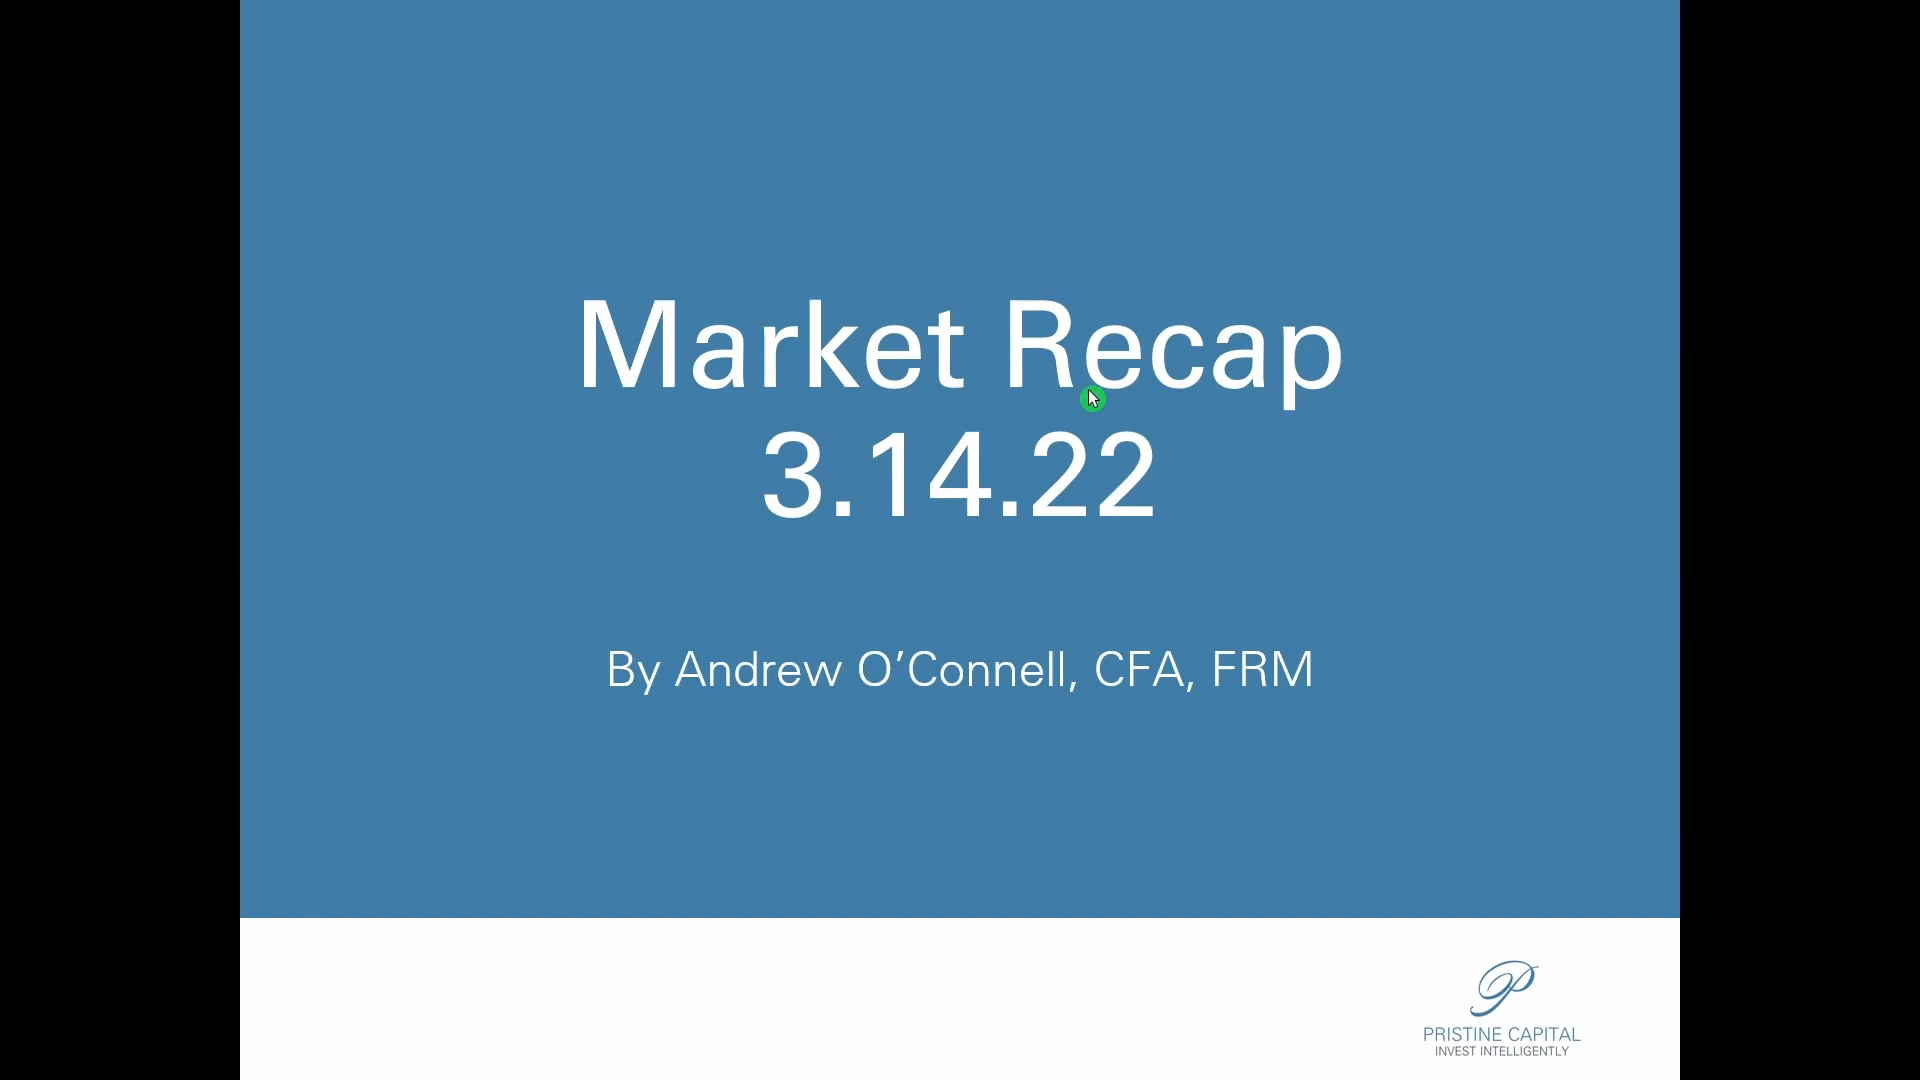 Market Recap
3.14.22
By Andrew O’Connell, CFA, FRM
PRISTINE CAPITAL
INVEST INTELLIGENTLY